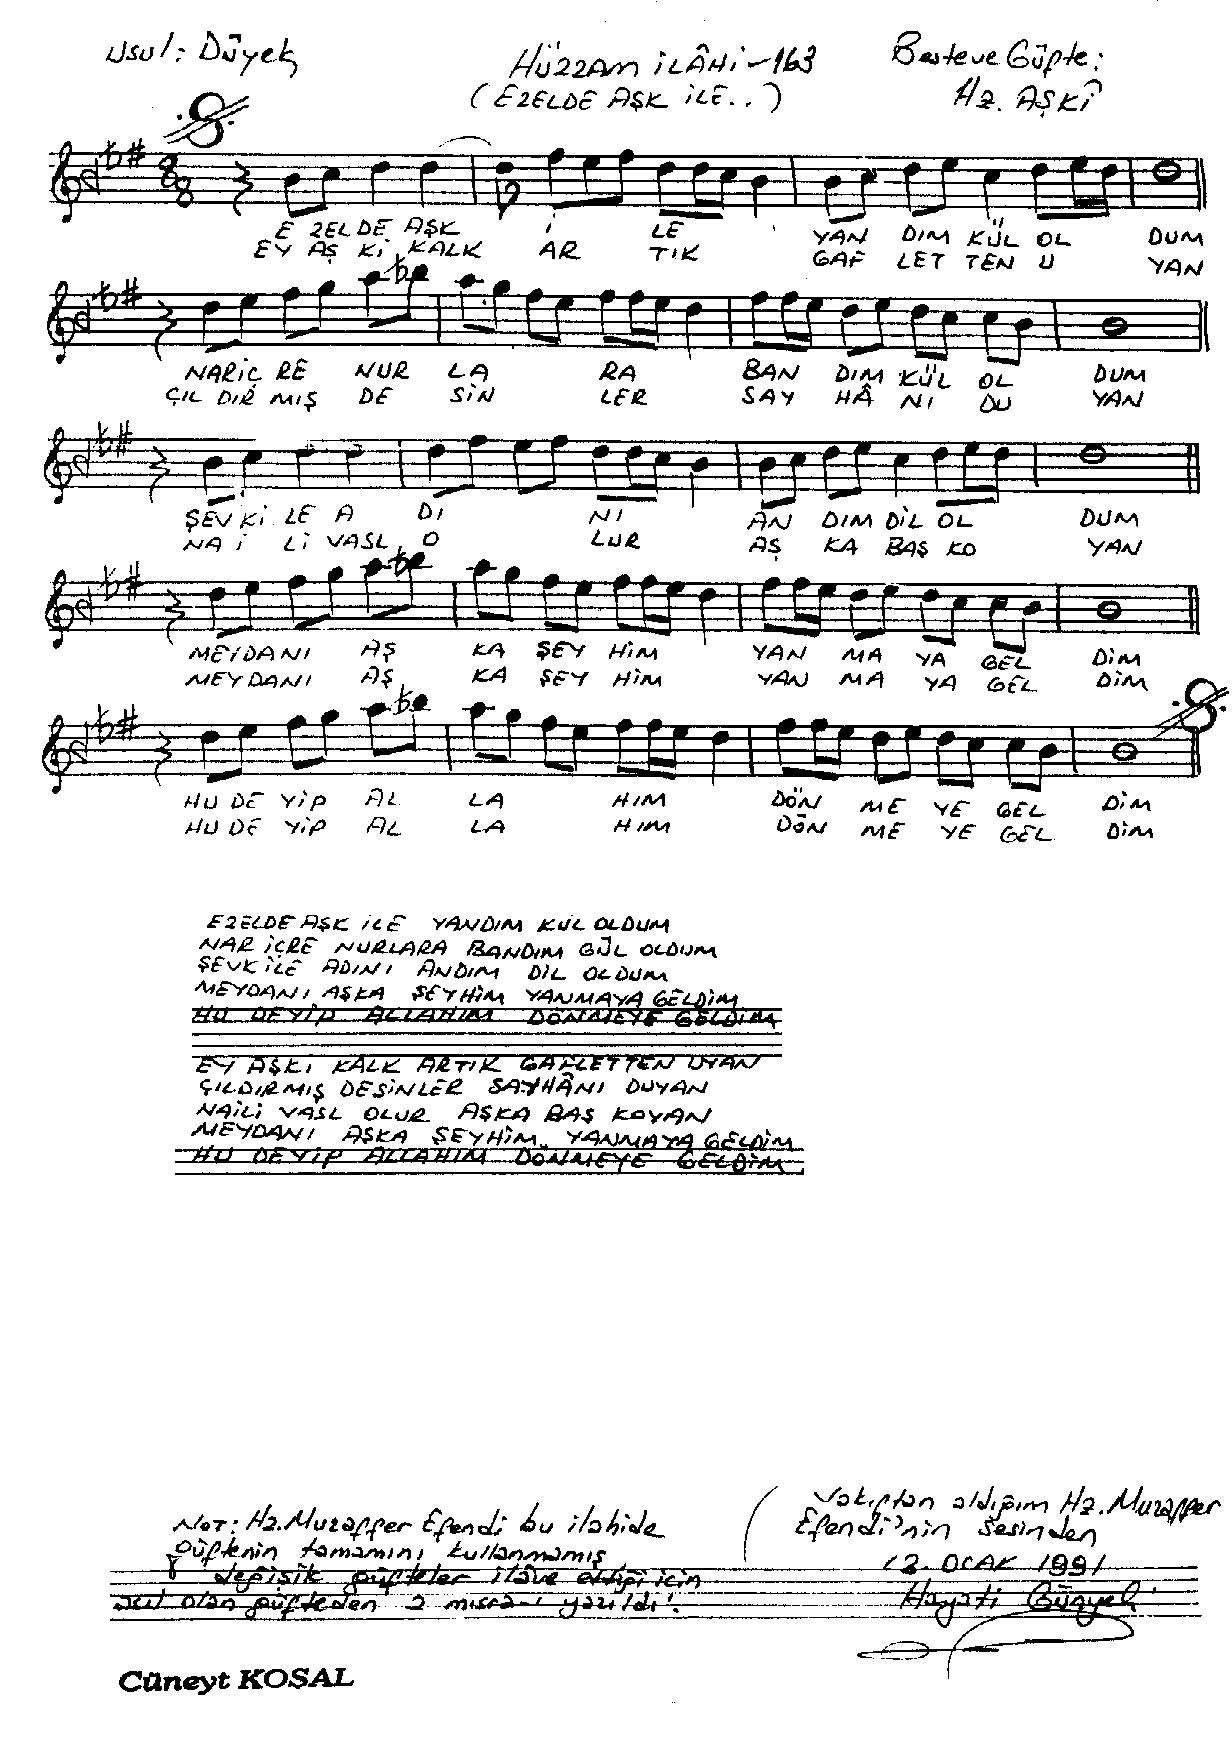 Usul: Düyek
HÜZZAM İLÂHİ - 163
Beste ve Güfte:
(EZELDE AŞK İLE..)
Hz. AŞKÎ
E ZEL DE AŞK İ LE YAN DIM KÜL OL DUM
EY AŞ Kİ KALK AR TIK GAF LET TEN U YAN
NAR İÇ RE NUR LA RA BAN DIM KÜL OL DUM
ÇIL DIR MIŞ DE SİN LER SAY HÂ NI DU YAN
ŞEV Kİ LE A DI NI AN DIM DİL OL DUM
NA İ Lİ VASL O LUR AŞ KA BAŞ KO YAN
MEYDANI AŞ KA ŞEY HİM YAN MA YA GEL DİM
MEYDANI AŞ KA ŞEY HİM YAN MA YA GEL DİM
HU DE YİP AL LA HIM DÖN ME YE GEL DİM
HU DE YİP AL LA HIM DÖN ME YE GEL DİM
EZELDE AŞK İLE YANDIM KÜL OLDUM
NAR İÇRE NURLARA BANDIM GÜL OLDUM
ŞEVK İLE ADINI ANDIM DİL OLDUM
MEYDANI AŞKA ŞEYHİM YANMAYA GELDİM
HU DEYİP ALLAHIM DÖNMEYE GELDİM
EY AŞKİ KALK ARTIK GAFLETTEN UYAN
ÇILDIRMIŞ DESİNLER SAYHÂNI DUYAN
NAİLİ VASL OLUR AŞKA BAŞ KOYAN
MEYDANI AŞKA ŞEYHİM YANMAYA GELDİM
HU DEYİP ALLAHIM DÖNMEYE GELDİM
NOT: Hz. Muzaffer Efendi bu ilahide
güftenin tamamını kullanmamış
değişik güfteler ilâve ettiği için
olan güfteden 2 mısra-ı yazıldı.
Vakıftan aldığım Hz. Muzaffer
Efendi'nin sesinden
12. OCAK 1991
Hayati Günyeli
Cüneyt KOSAL